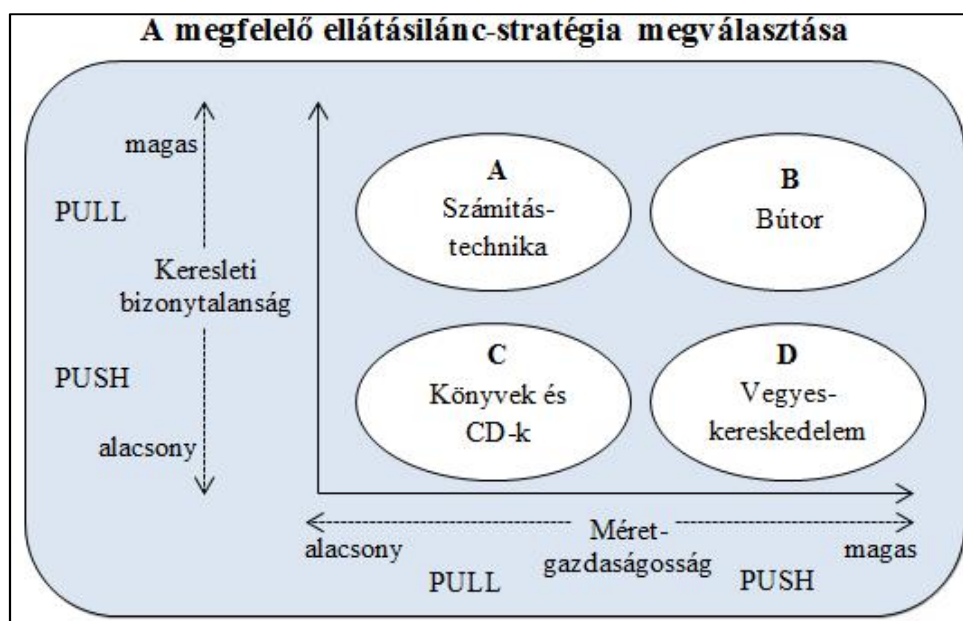 A megfelelő ellátásilánc-stratégia megválasztása
magas
PULL
Keresleti
bizonytalanság
PUSH
alacsony
A
Számítás-
technika
B
Bútor
C
Könyvek és
CD-k
D
Vegyes-
kereskedelem
alacsony
Méret-
gazdaságosság
magas
PULL
PUSH